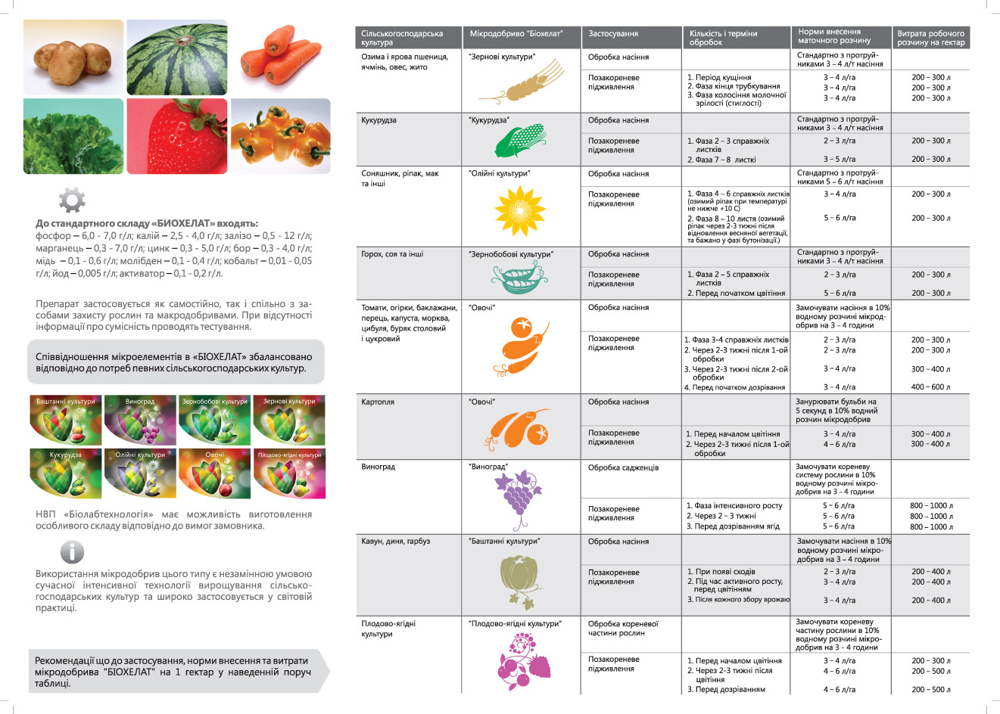 До стандартного складу «БИОХЕЛАТ» входять:
фосфор – 6,0 - 7,0 г/л; калій – 2,5 - 4,0 г/л; залізо – 0,5 - 12 г/л;
марганець – 0,3 - 7,0 г/л; цинк – 0,3 - 5,0 г/л; бор – 0,3 - 4,0 г/л;
мідь – 0,1 - 0,6 г/л; молібден – 0,1 - 0,4 г/л; кобальт – 0,01 - 0,05
г/л; йод – 0,005 г/л; активатор – 0,1 - 0,2 г/л.
Препарат застосовується як самостійно, так і спільно з за-
собами захисту рослин та макродобривами. При відсутності
інформації про сумісність проводять тестування.
Співвідношення мікроелементів в «БІОХЕЛАТ» збалансовано
відповідно до потреб певних сільськогосподарських культур.
Баштанні культури Виноград Зернобобові культури Зернові культури
Кукурудза Олійні культури Овочі Плодово-ягідні культури
НВП «Біолабтехнологія» має можливість виготовлення
особливого складу відповідно до вимог замовника.
Використання мікродобрив цього типу є незамінною умовою
сучасної інтенсивної технології вирощування сільсько-
господарських культур та широко застосовується у світовій
практиці.
Рекомендації що до застосування, норми внесення та витрати
мікродобрива "БІОХЕЛАТ" на 1 гектар у наведенній поруч
таблиці.
Сільськогосподарська культура Мікродобриво “Біохелат” Застосування Кількість і терміни обробок Норми внесення маточного розчину Витрата робочого розчину на гектар
Озима і ярова пшениця, “Зернові культури” Обробка насіння Стандартно з протруй-
ячмінь, овес, жито никами 3 – 4 л/т насіння
Позакореневе 1. Період кущіння 3 – 4 л/га 200 – 300 л
підживлення 2. Фаза кінця трубкування 3 – 4 л/га 200 – 300 л
3. Фаза колосіння молочної 3 – 4 л/га 200 – 300 л
зрілості (стиглості)
Кукурудза “Кукурудза” Обробка насіння Стандартно з протруй-
никами 3 – 4 л/т насіння
Позакореневе 1. Фаза 2 – 3 справжніх 2 – 3 л/га 200 – 300 л
підживлення листків
2. Фаза 7 – 8 листкі 3 – 5 л/га 200 – 300 л
Соняшник, ріпак, мак “Олійні культури” Обробка насіння Стандартно з протруй-
та інші никами 5 – 6 л/т насіння
Позакореневе 1. Фаза 4 – 6 справжніх листків 3 – 4 л/га 200 – 300 л
підживлення (озимий ріпак при температурі
не нижче +10 С)
2. Фаза 8 – 10 листя (озимий 5 – 6 л/га 200 – 300 л
ріпак через 2-3 тижні після
відновлення весняної вегетації,
та бажано у фазі бутонізації.)
Горох, соя та інші “Зернобобові культури” Обробка насіння Стандартно з протруй-
никами 3 – 4 л/т насіння
Позакореневе 1. Фаза 2 – 5 справжніх 2 – 3 л/га 200 – 300 л
підживлення листків
2. Перед початком цвітіння 5 – 6 л/га 200 – 300 л
Томати, огірки, баклажани, “Овочі” Обробка насіння Замочувати насіння в 10%
перець, капуста, морква, водному розчині мікрод-
цибуля, буряк столовий обрив на 3 – 4 години
і цукровий
Позакореневе 1. Фаза 3-4 справжніх листків 2 – 3 л/га 200 – 300 л
підживлення 2. Через 2-3 тижні після 1-ой 2 – 3 л/га 200 – 300 л
обробки
3. Через 2-3 тижні після 2-ой 3 – 4 л/га 300 – 400 л
обробки
4. Перед початком дозрівання 3 – 4 л/га 400 – 600 л
Картопля “Овочі” Обробка насіння Занурювати бульби на
5 секунд в 10% водний
розчин мікродобрив
Позакореневе 1. Перед началом цвітіння 3 – 4 л/га 300 – 400 л
підживлення 2. Через 2-3 тижні після 1-ой 4 – 6 л/га 300 – 400 л
обробки
Виноград “Виноград” Обробка садженців Замочувати кореневу
систему рослини в 10%
водному розчині мікро-
добрив на 3 – 4 години
Позакореневе 1. Фаза інтенсивного росту 5 – 6 л/га 800 – 1000 л
підживлення 2. Через 2 – 3 тижні 5 – 6 л/га 800 – 1000 л
3. Перед дозріванням ягід 5 – 6 л/га 800 – 1000 л
Кавун, диня, гарбуз “Баштанні культури” Обробка насіння Замочувати насіння в 10%
водному розчині мікро-
добрив на 3 – 4 години
Позакореневе 1. При появі сходів 2 – 3 л/га 200 – 400 л
підживлення 2. Під час активного росту, 3 – 4 л/га 200 – 400 л
перед цвітінням
3. Після кожного збору врожаю 3 – 4 л/га 200 – 400 л
Плодово-ягідні “Плодово-ягідні культури” Обробка кореневої Замочувати кореневу
культури частини рослин частину рослини в 10%
водному розчині мікро-
добрив на 3 - 4 години
Позакореневе 1. Перед началом цвітіння 3 – 4 л/га 200 – 300 л
підживлення 2. Через 2-3 тижні після 4 – 6 л/га 200 – 500 л
цвітіння
3. Перед дозріванням 4 – 6 л/га 200 – 500 л